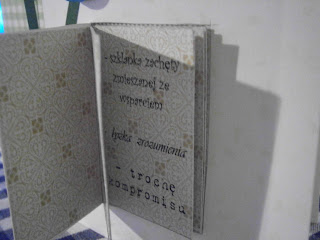 - szklanka zachęty
zmieszanej ze
wsparciem
łyżka zrozumienia
- trochę
kompromisu